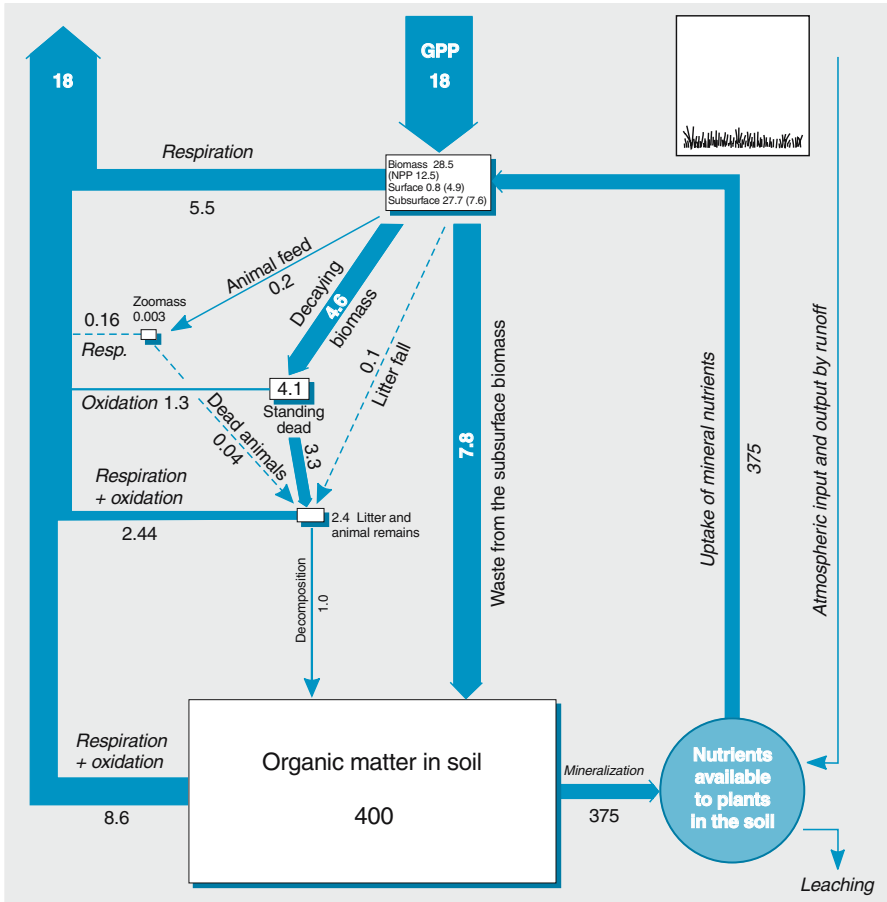 GPP
18
18
Respiration
5.5
Biomass 28.5
(NPP 12.5)
Surface 0.8 (4.9)
Subsurface 27.7 (7.6)
Animal feed
0.2
Decaying
4.6
biomass
Zoomass
0.003
0.16
Resp.
0.1
Litter fall
4.1
Standing
dead
Oxidation 1.3
Dead animals
0.04
3.3
Respiration
+ oxidation
2.44
2.4 Litter and
animal remains
Decomposition
1.0
7.8
Waste from the subsurface biomass
Uptake of mineral nutrients
375
Atmospheric input and output by runoff
Respiration
+ oxidation
8.6
Organic matter in soil
400
Mineralization
375
Nutrients
available
to plants
in the soil
Leaching